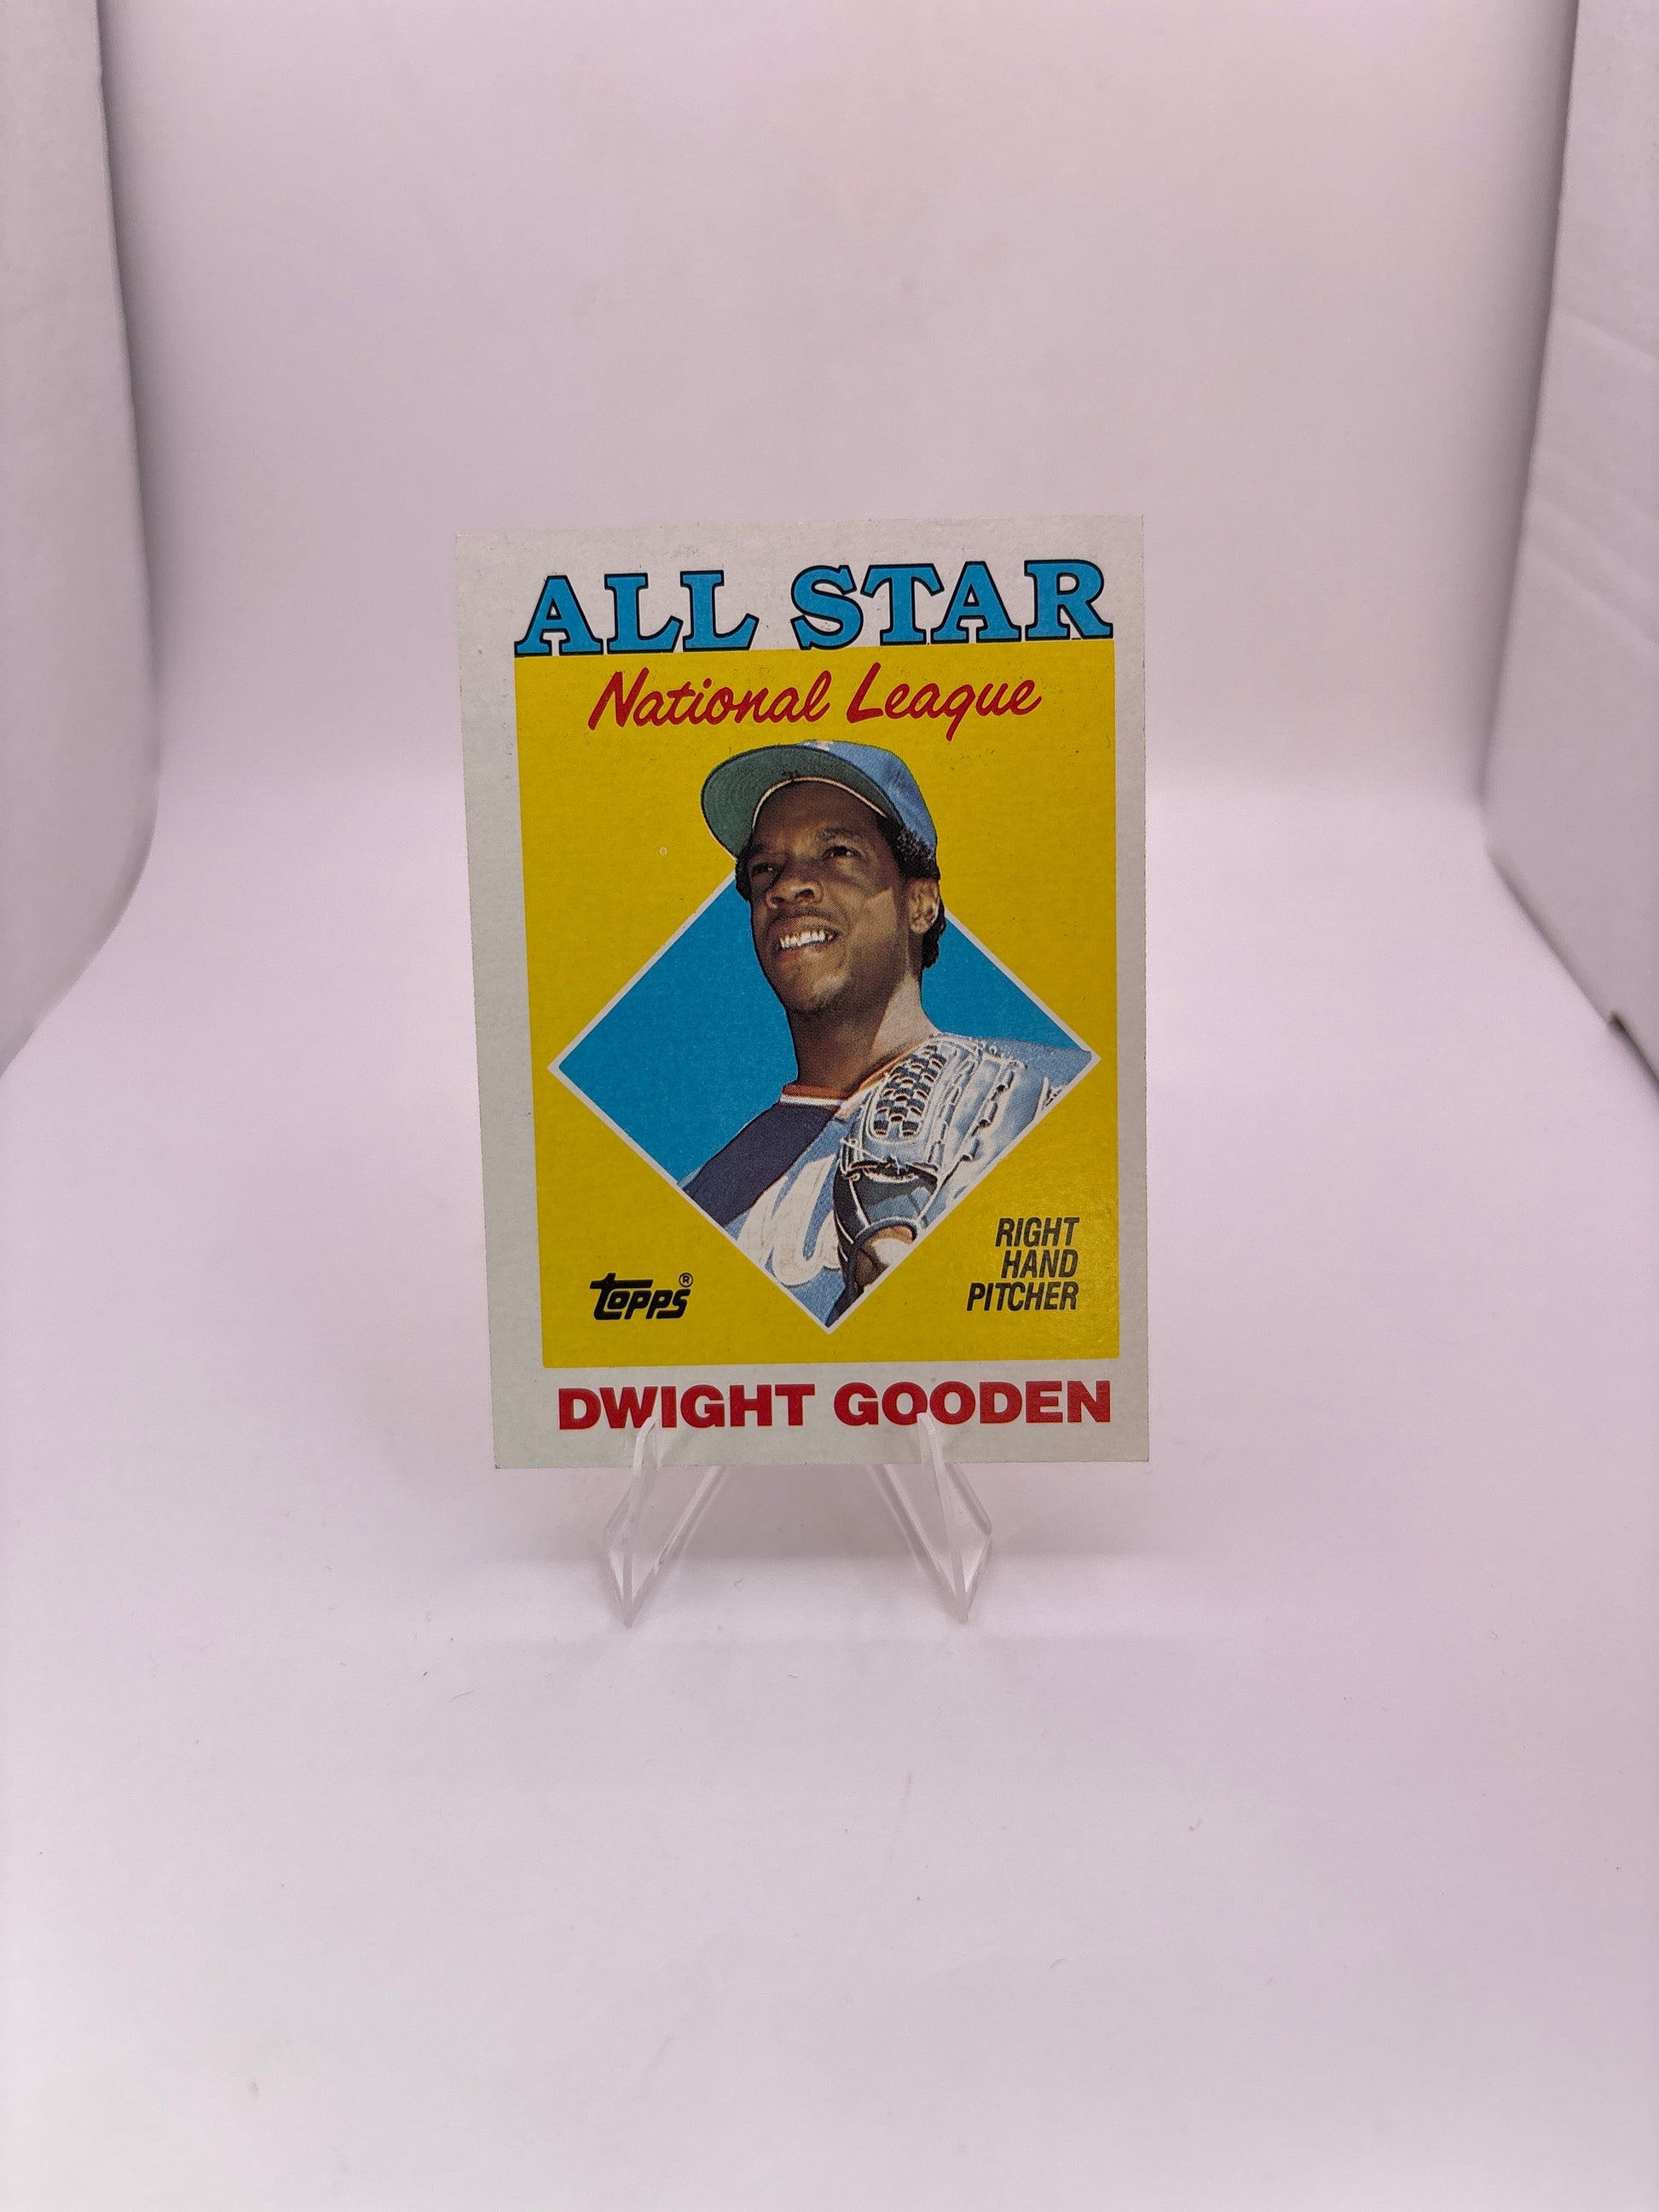 ALL STAR
National League
RIGHT
HAND
PITCHER
topps®
DWIGHT GOODEN